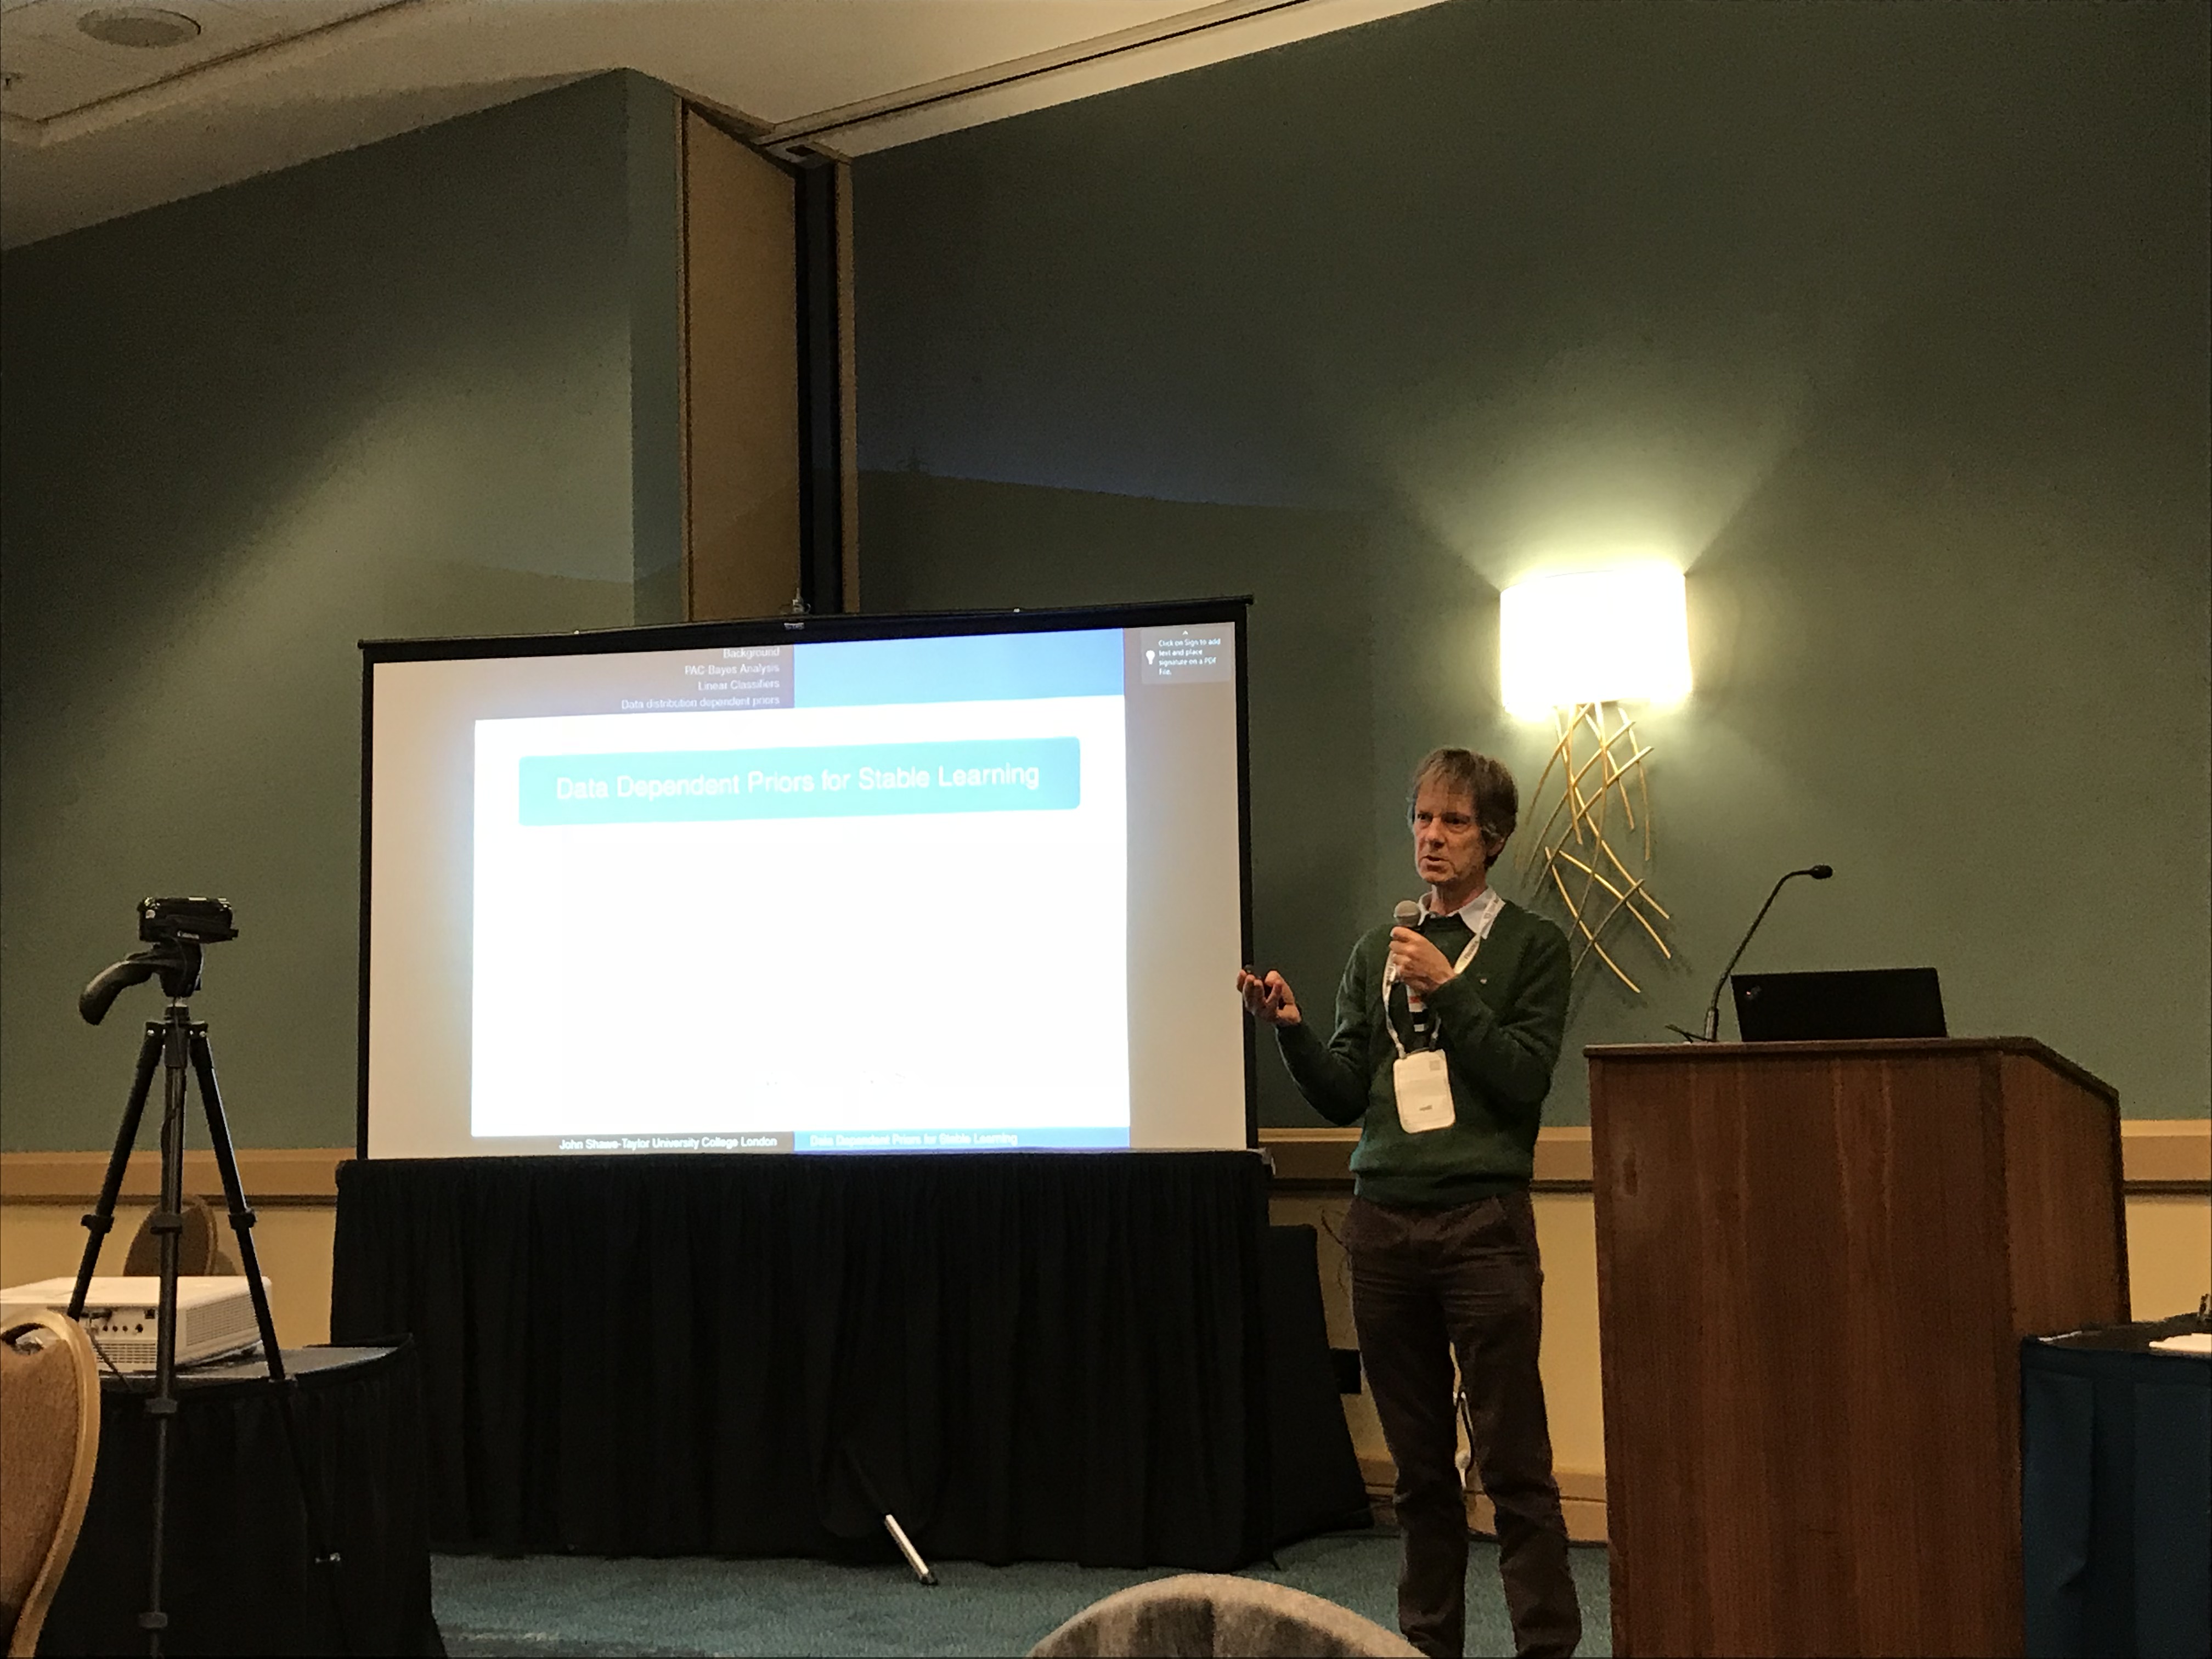 Background
PAC-Bayes Analysis
Linear Classifiers
Data distribution dependent priors
Click on Sign to add
text and place
signature on a PDF
File.
Data Dependent Priors for Stable Learning
John Shawe-Taylor University College London
Data Dependent Priors for Stable Learning